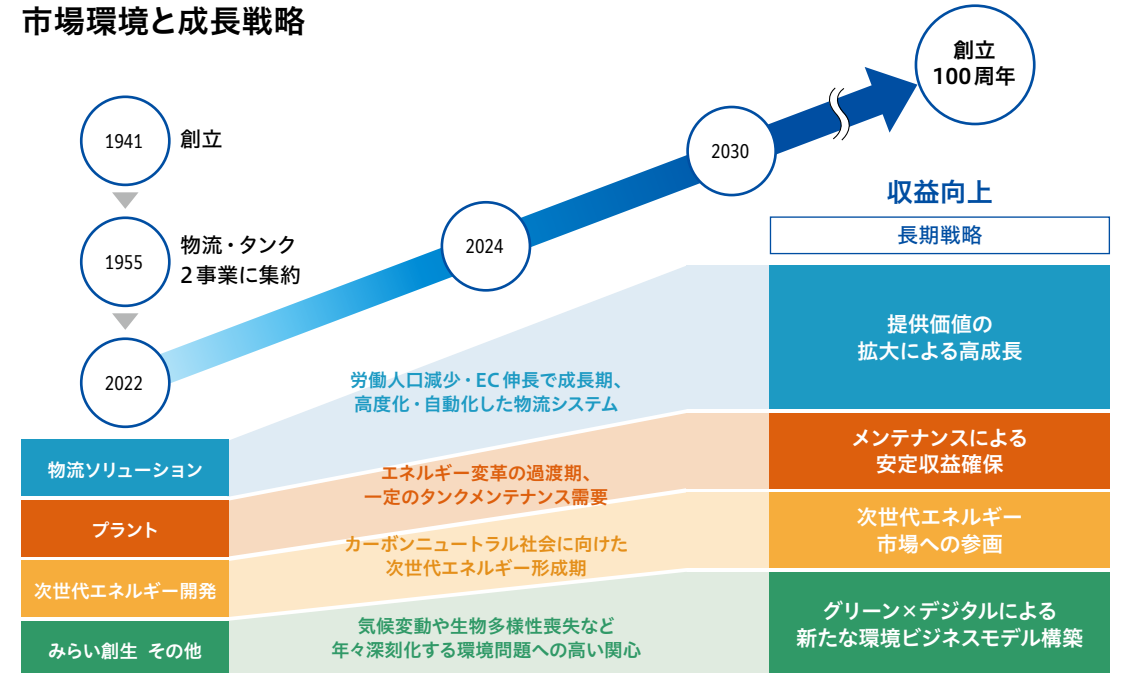 市場環境と成長戦略
創立
100周年
1941
創立
1955
物流・タンク
2事業に集約
2022
2024
2030
収益向上
長期戦略
物流ソリューション
労働人口減少・EC伸長で成長期、
高度化・自動化した物流システム
提供価値の
拡大による高成長
プラント
エネルギー変革の過渡期、
一定のタンクメンテナンス需要
メンテナンスによる
安定収益確保
次世代エネルギー開発
カーボンニュートラル社会に向けた
次世代エネルギー形成期
次世代エネルギー
市場への参画
みらい創生 その他
気候変動や生物多様性喪失など
年々深刻化する環境問題への高い関心
グリーン×デジタルによる
新たな環境ビジネスモデル構築